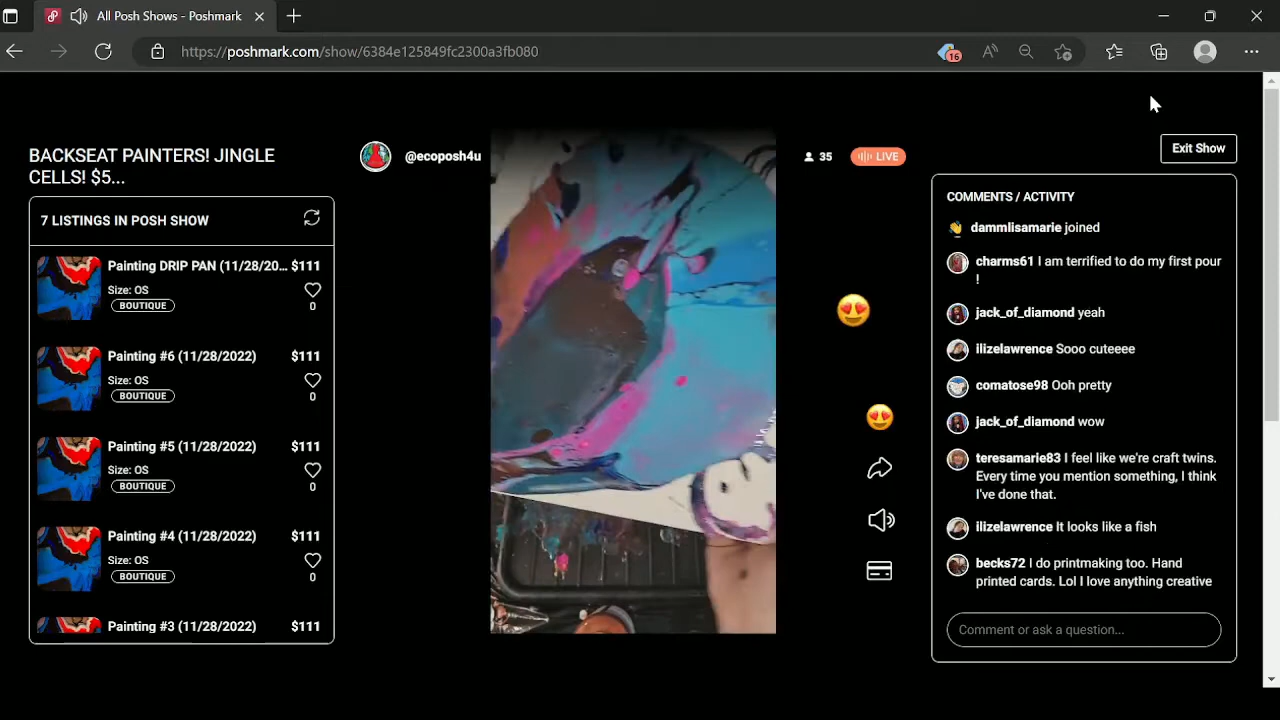 All Posh Shows - Poshmark
https://poshmark.com/show/6384e125849fc2300a3fb080
16
BACKSEAT PAINTERS! JINGLE
CELLS! $5...
@ecoposh4u
35
LIVE
Exit Show
7 LISTINGS IN POSH SHOW
Painting DRIP PAN (11/28/20... $111
Size: OS
BOUTIQUE
0
Painting #6 (11/28/2022) $111
Size: OS
BOUTIQUE
0
Painting #5 (11/28/2022) $111
Size: OS
BOUTIQUE
0
Painting #4 (11/28/2022) $111
Size: OS
BOUTIQUE
0
Painting #3 (11/28/2022) $111
COMMENTS / ACTIVITY
dammlisamarie joined
charms61 I am terrified to do my first pour
!
jack_of_diamond yeah
ilizelawrence Sooo cuteeee
comatose98 Ooh pretty
jack_of_diamond wow
teresamarie83 I feel like we're craft twins.
Every time you mention something, I think
I've done that.
ilizelawrence It looks like a fish
becks72 I do printmaking too. Hand
printed cards. Lol I love anything creative
Comment or ask a question...